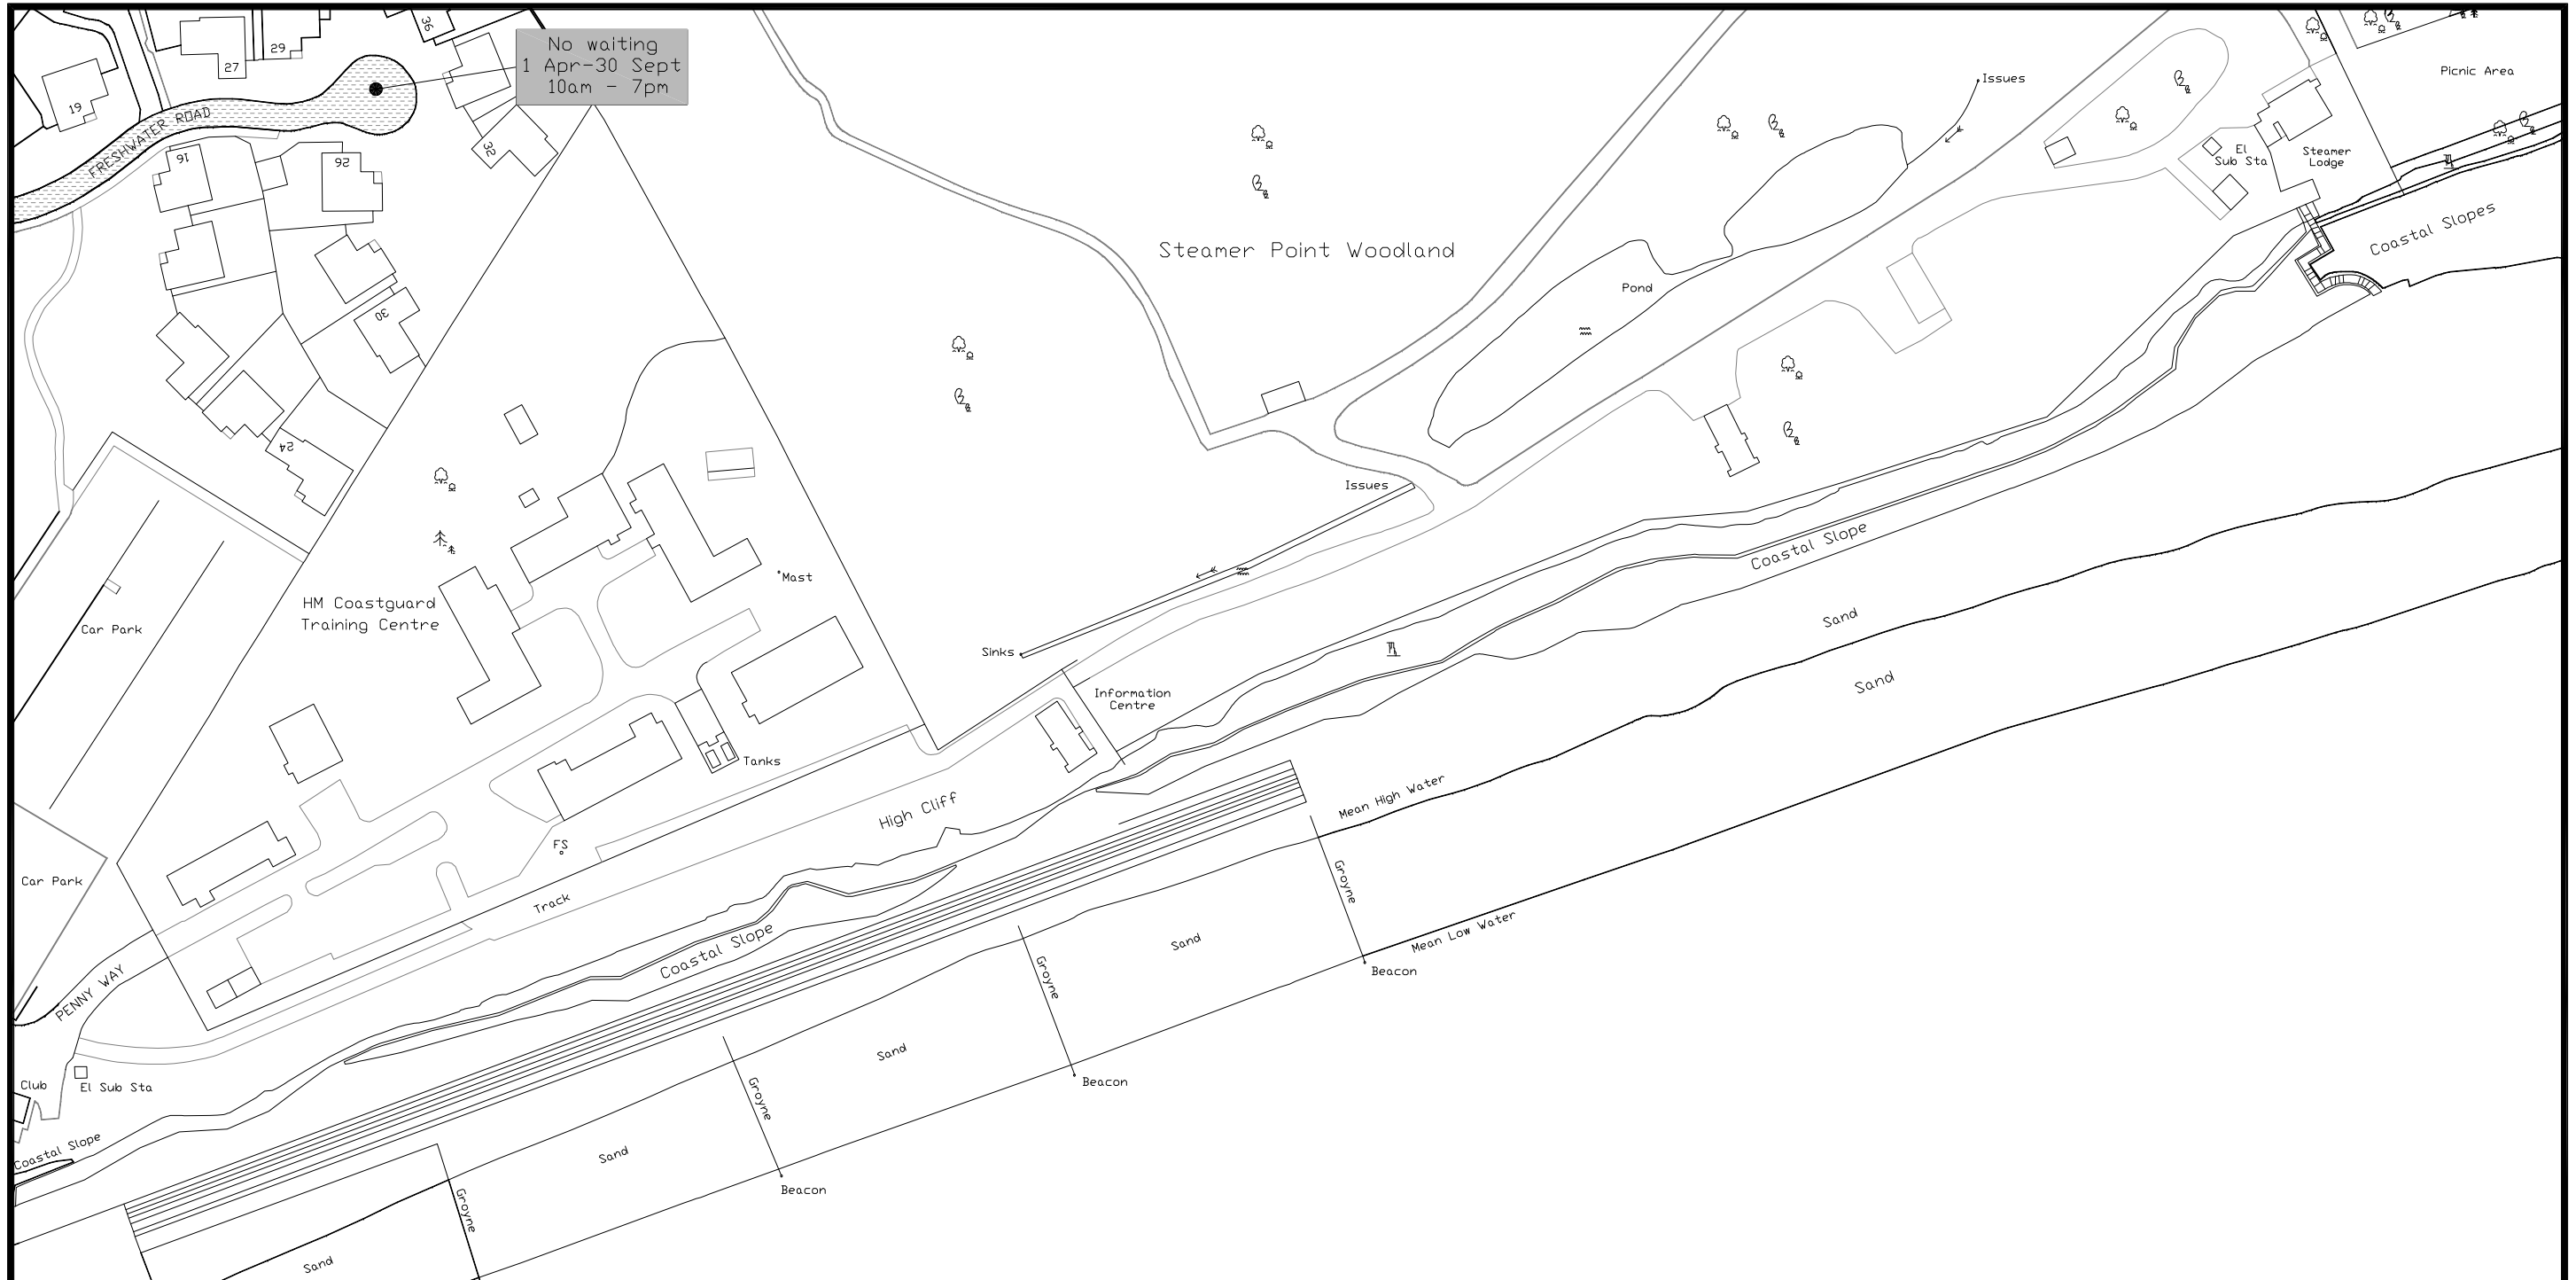 36
29
27
No waiting
1 Apr-30 Sept
10am - 7pm
19
FRESHWATER ROAD
16
26
32
30
24
Issues
Picnic Area
El
Sub Sta
Steamer
Lodge
Coastal Slopes
Steamer Point Woodland
Pond
Issues
Coastal Slope
Mast
HM Coastguard
Training Centre
Car Park
Sand
Sinks
Sand
Information
Centre
Tanks
Mean High Water
High Cliff
FS
Car Park
Groyne
Track
Mean Low Water
Coastal Slope
Sand
Beacon
PENNY WAY
Groyne
Sand
Club
El Sub Sta
Beacon
Groyne
Coastal Slope
Sand
Beacon
Groyne
Sand